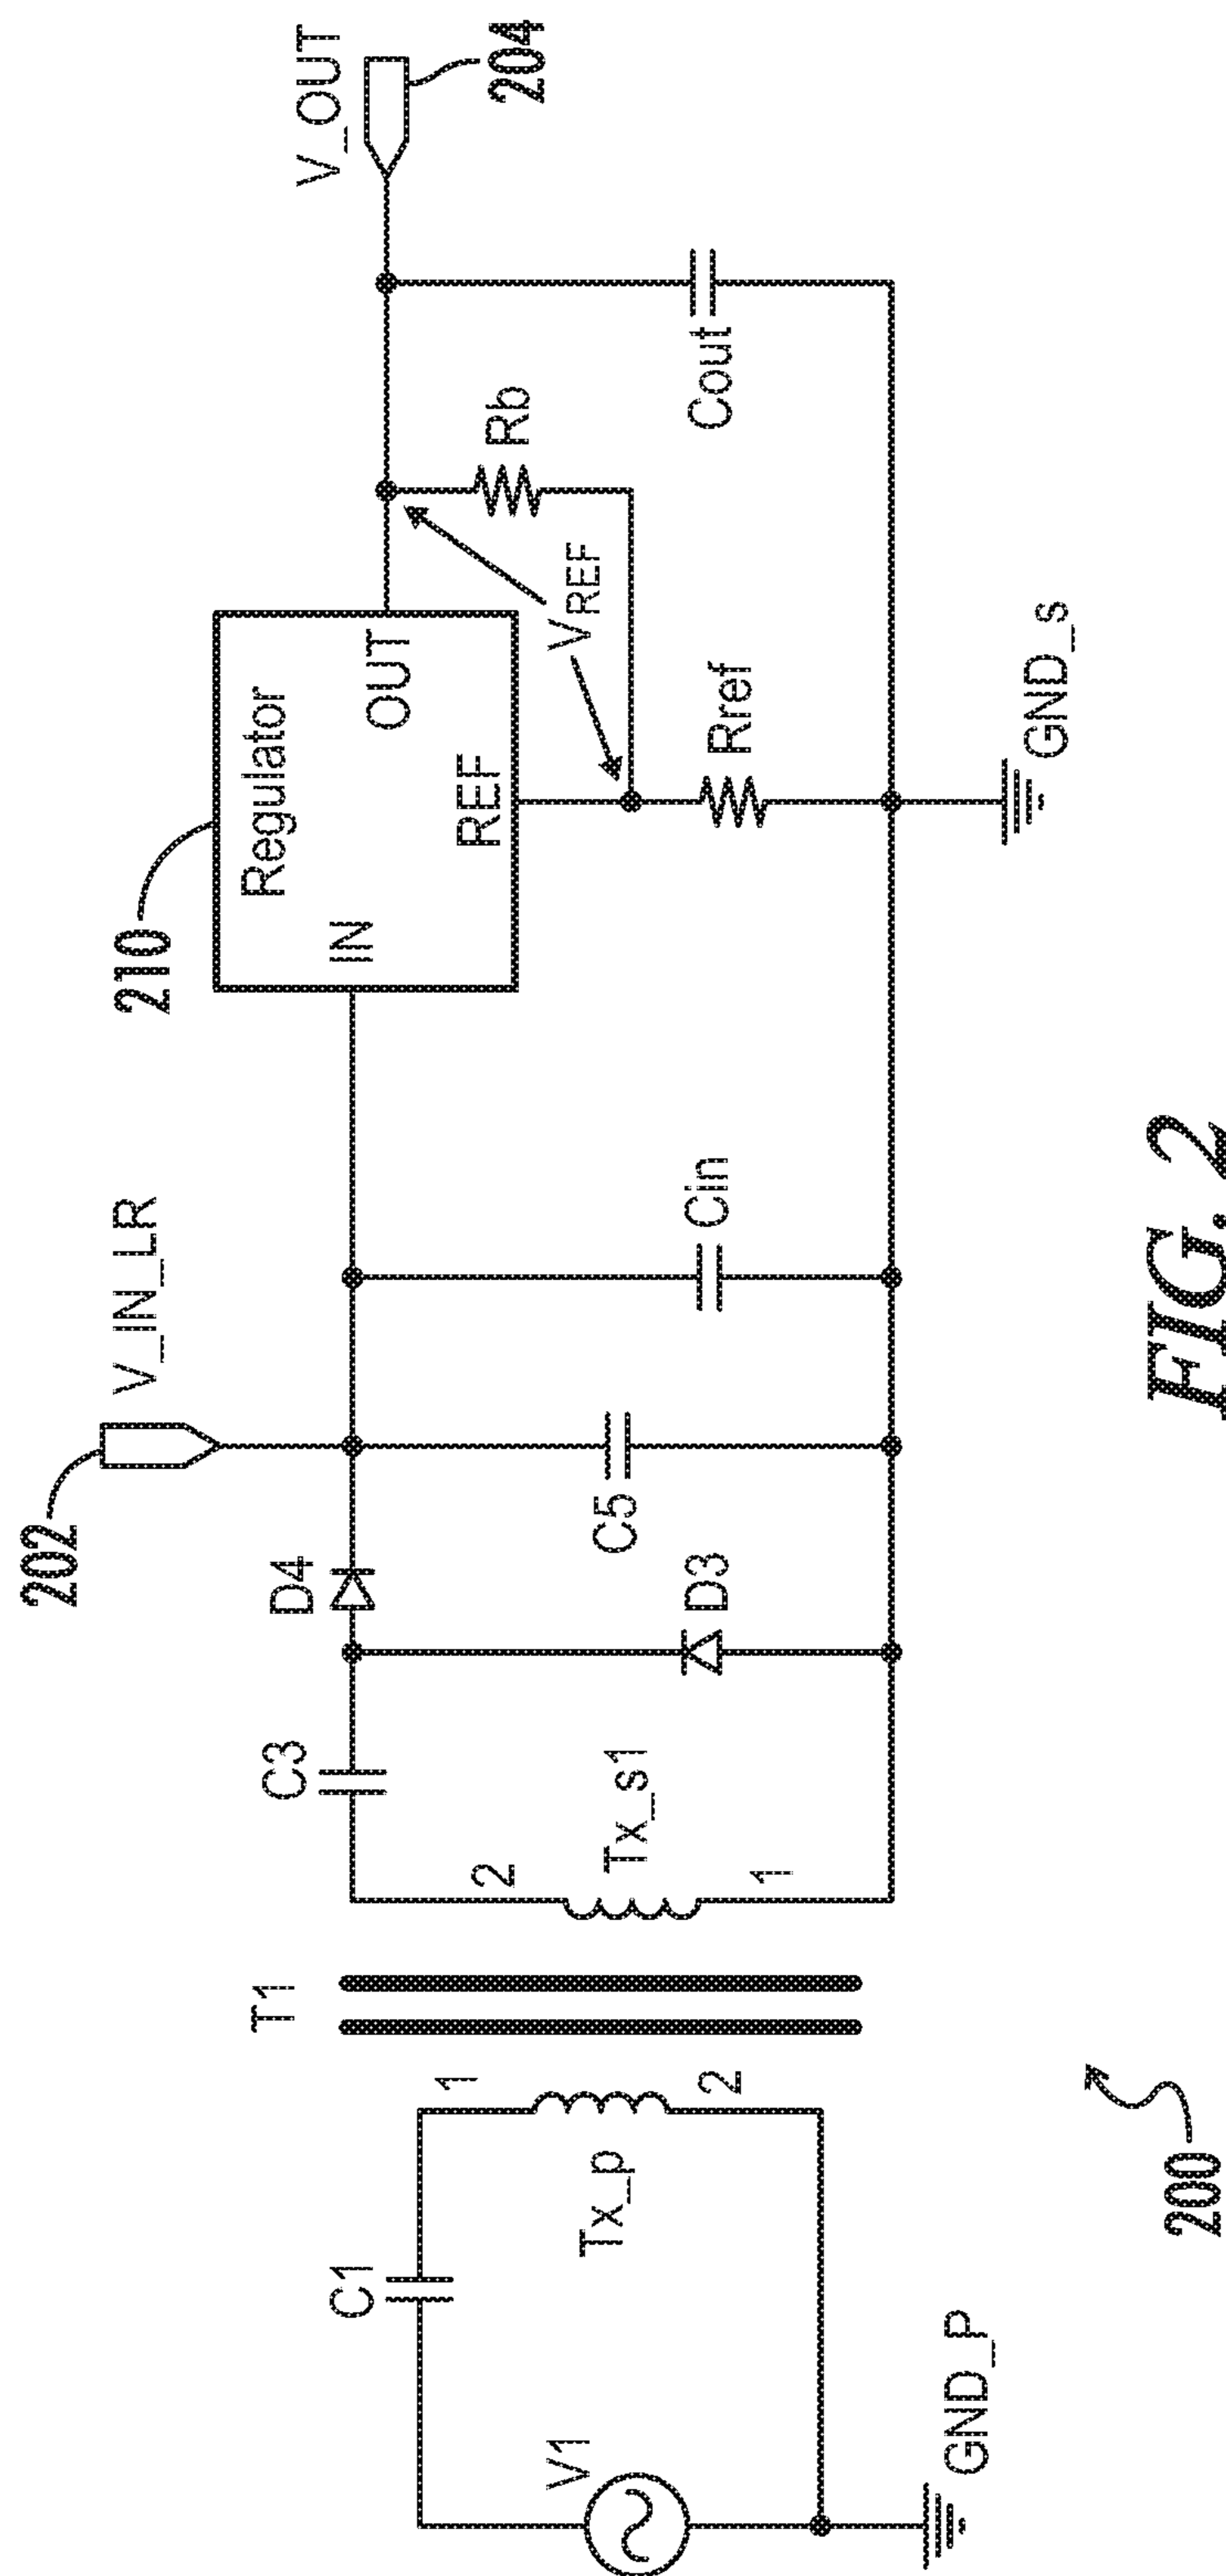 202
V_IN_LR
210
Regulator
IN
OUT
REF
V_OUT
204
V1
C1
Tx_p
1
2
T1
Tx_s1
2
1
C3
D4
D3
C5
Cin
VREF
Rb
Rref
Cout
GND_P
GND_s
200
FIG. 2